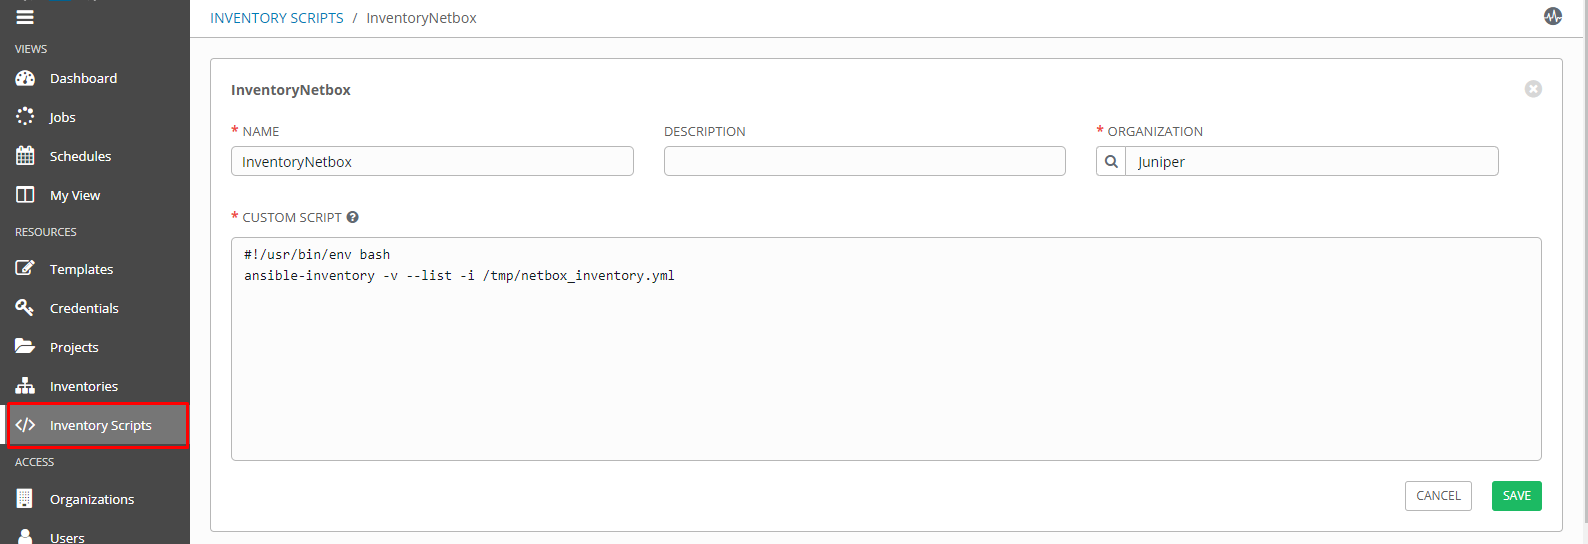 VIEWS
Dashboard
Jobs
Schedules
My View
RESOURCES
Templates
Credentials
Projects
Inventories
Inventory Scripts
ACCESS
Organizations
Users
INVENTORY SCRIPTS / InventoryNetbox
InventoryNetbox
* NAME
InventoryNetbox
DESCRIPTION
* ORGANIZATION
Juniper
* CUSTOM SCRIPT ?
#!/usr/bin/env bash
ansible-inventory -v --list -i /tmp/netbox_inventory.yml
CANCEL
SAVE